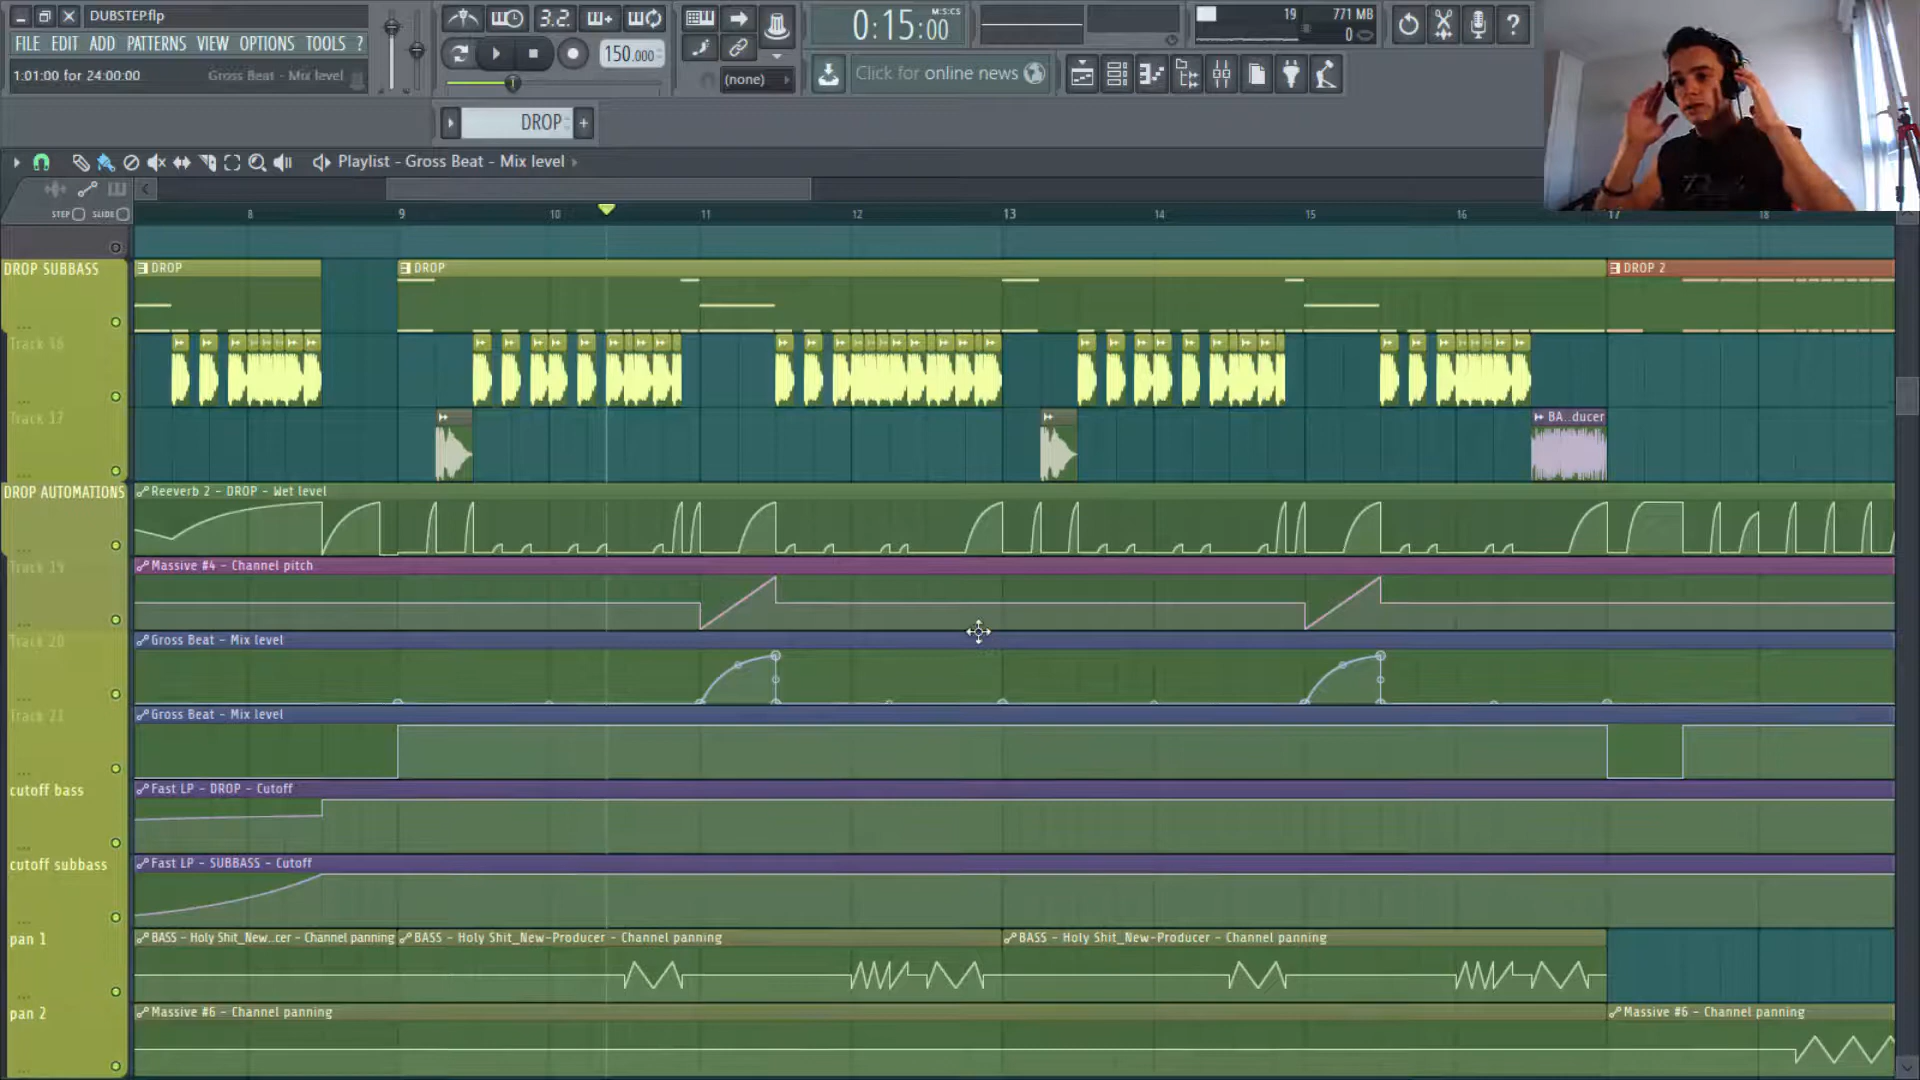 DUBSTEP.flp
FILE EDIT ADD PATTERNS VIEW OPTIONS TOOLS ?
1:01:00 for 24:00:00 Gross Beat - Mix level
3.2.
150.000
(none)
0:15:00
M:S:CS
19
771 MB
0
Click for online news
?
DROP
Playlist - Gross Beat - Mix level
STEP SLIDE
8 9 10 11 12 13 14 15 16 17 18
DROP SUBBASS
DROP
DROP
DROP 2
Track 16
Track 17
BA..ducer
DROP AUTOMATIONS
Reeverb 2 - DROP - Wet level
Track 19
Massive #4 - Channel pitch
Track 20
Gross Beat - Mix level
Track 21
Gross Beat - Mix level
cutoff bass
Fast LP - DROP - Cutoff
cutoff subbass
Fast LP - SUBBASS - Cutoff
pan 1
BASS - Holy Shit_New..cer - Channel panning
BASS - Holy Shit_New-Producer - Channel panning
BASS - Holy Shit_New-Producer - Channel panning
pan 2
Massive #6 - Channel panning
Massive #6 - Channel panning